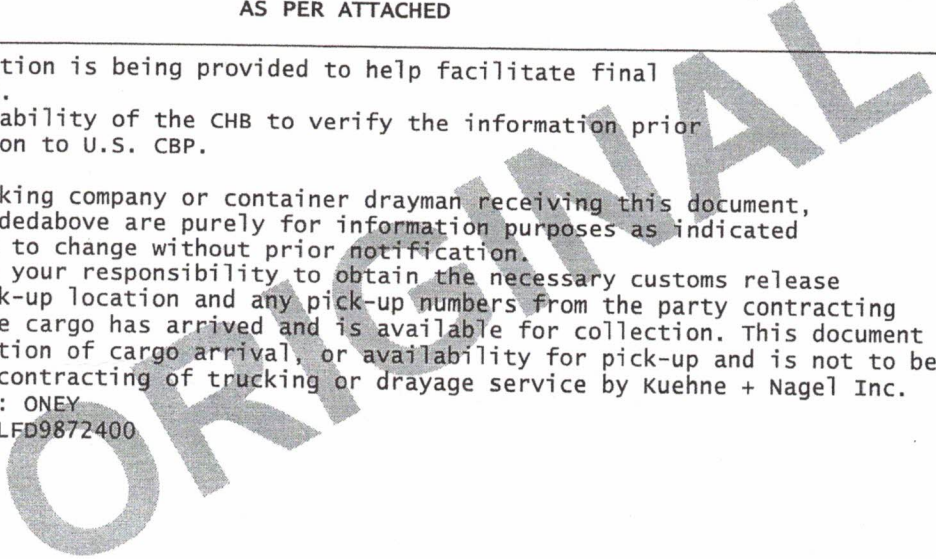 AS PER ATTACHED
tion is being provided to help facilitate final
.
ability of the CHB to verify the information prior
on to U.S. CBP.
king company or container drayman receiving this document,
dedabove are purely for information purposes as indicated
to change without prior notification.
your responsibility to obtain the necessary customs release
k-up location and any pick-up numbers from the party contracting
e cargo has arrived and is available for collection. This document
tion of cargo arrival, or availability for pick-up and is not to be
contracting of trucking or drayage service by Kuehne + Nagel Inc.
: ONEY
LFD9872400
ORIGINAL